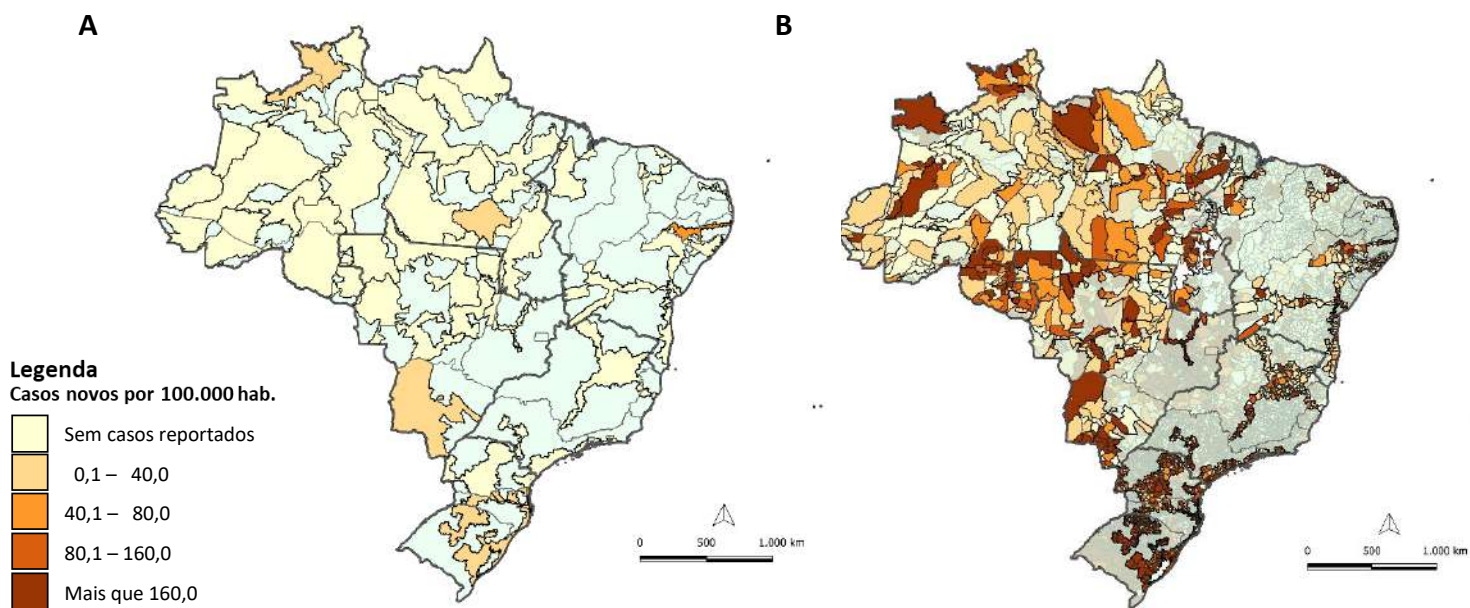 A
B
Legenda
Casos novos por 100.000 hab.
Sem casos reportados
0,1 – 40,0
40,1 – 80,0
80,1 – 160,0
Mais que 160,0
0 500 1.000 km
0 500 1.000 km